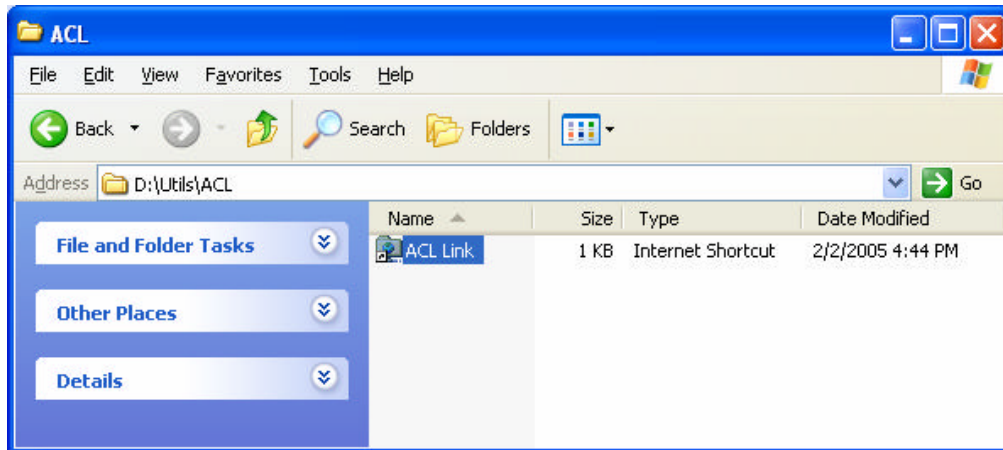 ACL
File Edit View Favorites Tools Help
Back Search Folders
Address D:\Utils\ACL Go
Name Size Type Date Modified
ACL Link 1 KB Internet Shortcut 2/2/2005 4:44 PM
File and Folder Tasks
Other Places
Details